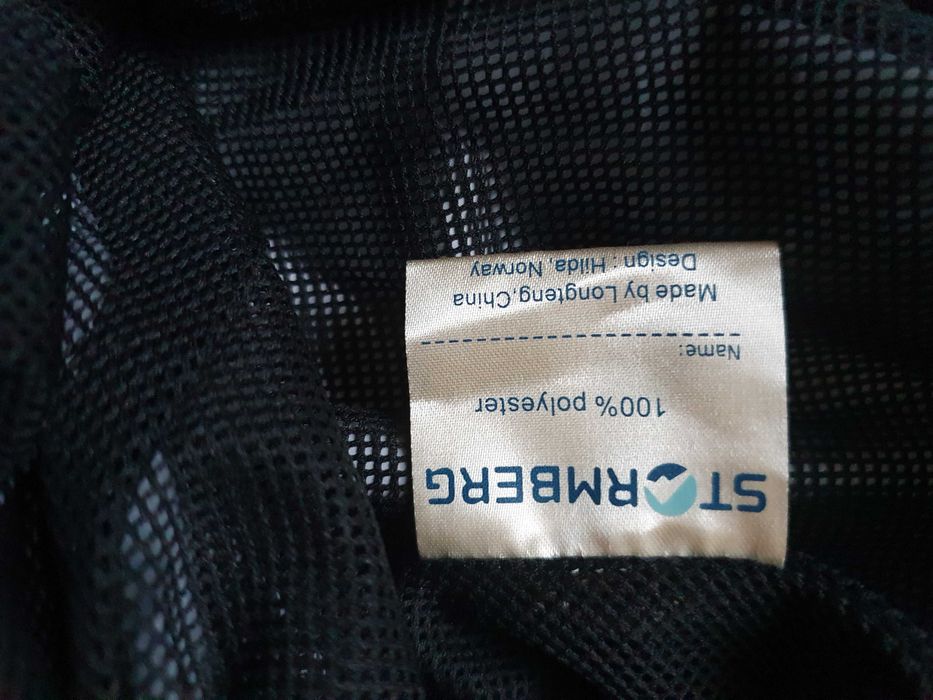 STORMBERG
100% polyester
Name:
Made by Longteng,China
Design : Hilda, Norway